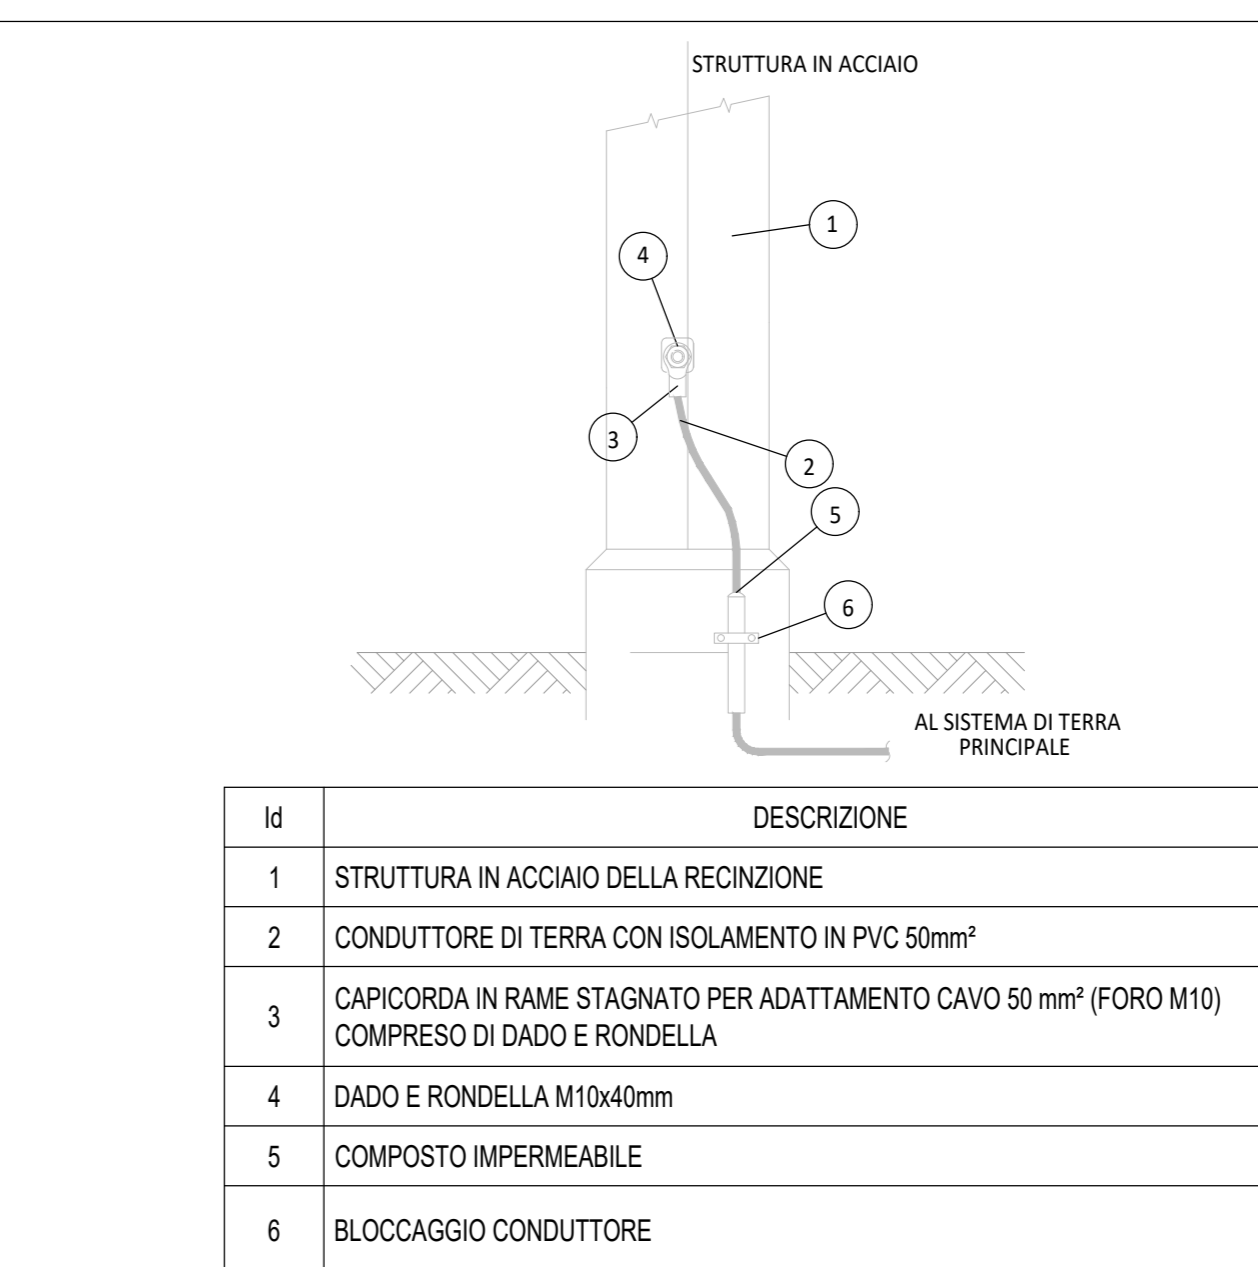 STRUTTURA IN ACCIAIO
1
4
3
2
5
6
AL SISTEMA DI TERRA
PRINCIPALE
Id DESCRIZIONE
1 STRUTTURA IN ACCIAIO DELLA RECINZIONE
2 CONDUTTORE DI TERRA CON ISOLAMENTO IN PVC 50mm²
3 CAPICORDA IN RAME STAGNATO PER ADATTAMENTO CAVO 50 mm² (FORO M10)
COMPRESO DI DADO E RONDELLA
4 DADO E RONDELLA M10x40mm
5 COMPOSTO IMPERMEABILE
6 BLOCCAGGIO CONDUTTORE